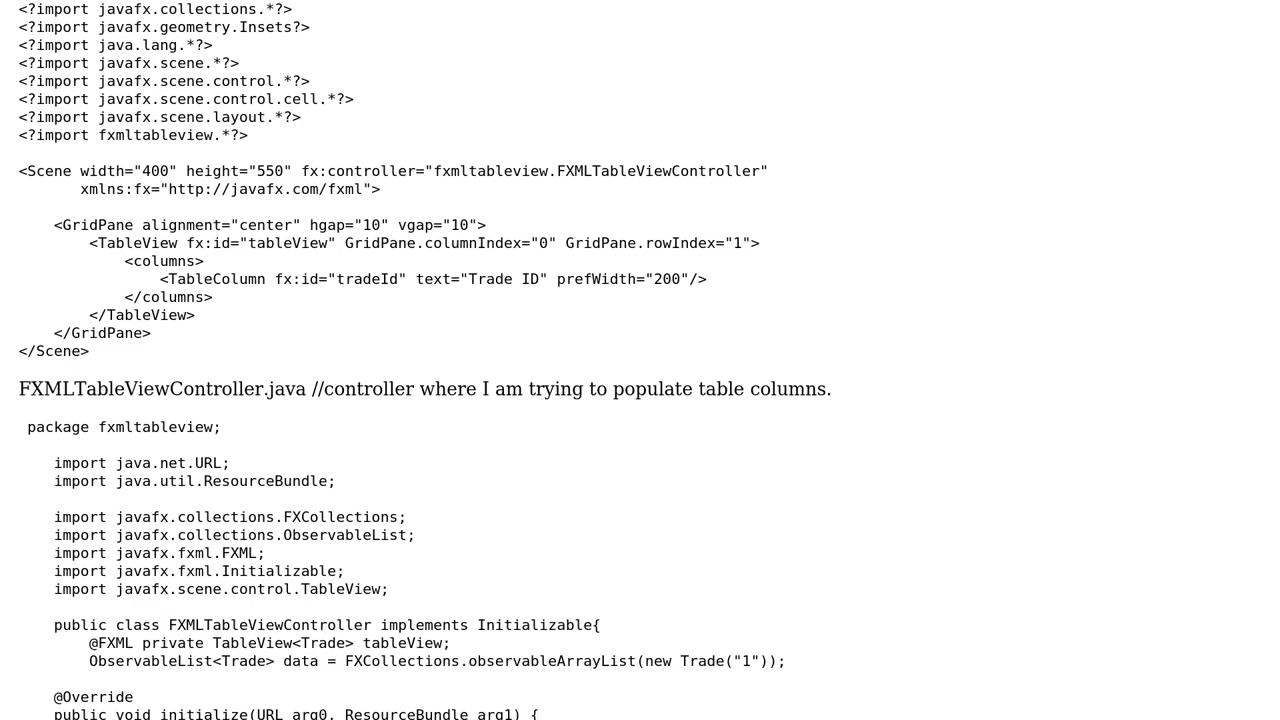 <?import javafx.collections.*?>
<?import javafx.geometry.Insets?>
<?import java.lang.*?>
<?import javafx.scene.*?>
<?import javafx.scene.control.*?>
<?import javafx.scene.control.cell.*?>
<?import javafx.scene.layout.*?>
<?import fxmltableview.*?>

<Scene width="400" height="550" fx:controller="fxmltableview.FXMLTableViewController"
       xmlns:fx="http://javafx.com/fxml">

    <GridPane alignment="center" hgap="10" vgap="10">
        <TableView fx:id="tableView" GridPane.columnIndex="0" GridPane.rowIndex="1">
            <columns>
                <TableColumn fx:id="tradeId" text="Trade ID" prefWidth="200"/>
            </columns>
        </TableView>
    </GridPane>
</Scene>

FXMLTableViewController.java //controller where I am trying to populate table columns.

 package fxmltableview;

    import java.net.URL;
    import java.util.ResourceBundle;

    import javafx.collections.FXCollections;
    import javafx.collections.ObservableList;
    import javafx.fxml.FXML;
    import javafx.fxml.Initializable;
    import javafx.scene.control.TableView;

    public class FXMLTableViewController implements Initializable{
        @FXML private TableView<Trade> tableView;
        ObservableList<Trade> data = FXCollections.observableArrayList(new Trade("1"));

    @Override
    public void initialize(URL arg0, ResourceBundle arg1) {